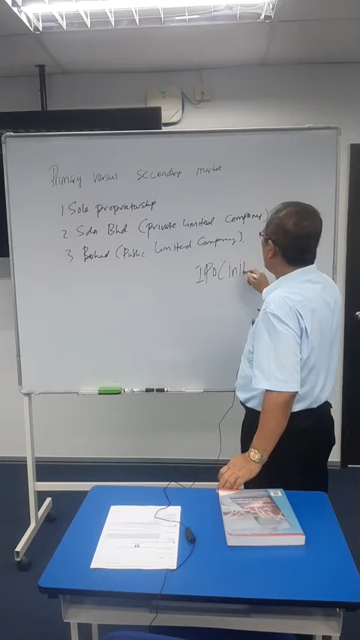 Primary versus secondary market
1 Sole proprietorship
2 Sdn Bhd (private limited company)
3 Berhad (Public Limited Company)
IPO (Init